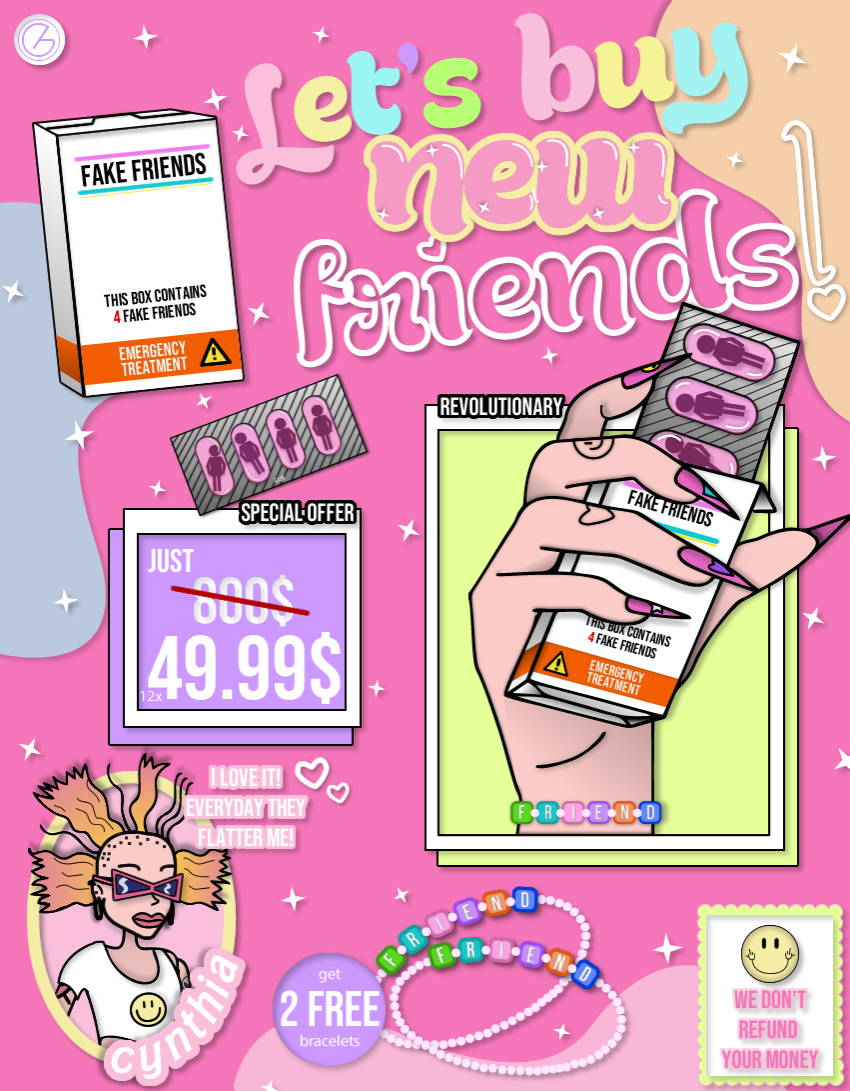 Let's buy
new
friends!
FAKE FRIENDS
THIS BOX CONTAINS
4 FAKE FRIENDS
EMERGENCY
TREATMENT
REVOLUTIONARY
FAKE FRIENDS
THIS BOX CONTAINS
4 FAKE FRIENDS
EMERGENCY
TREATMENT
FRIEND
SPECIAL OFFER
JUST
800$
12x 49.99$
I LOVE IT!
EVERYDAY THEY
FLATTER ME!
Cynthia
get
2 FREE
bracelets
FRIEND
FRIEND
WE DON'T
REFUND
YOUR MONEY